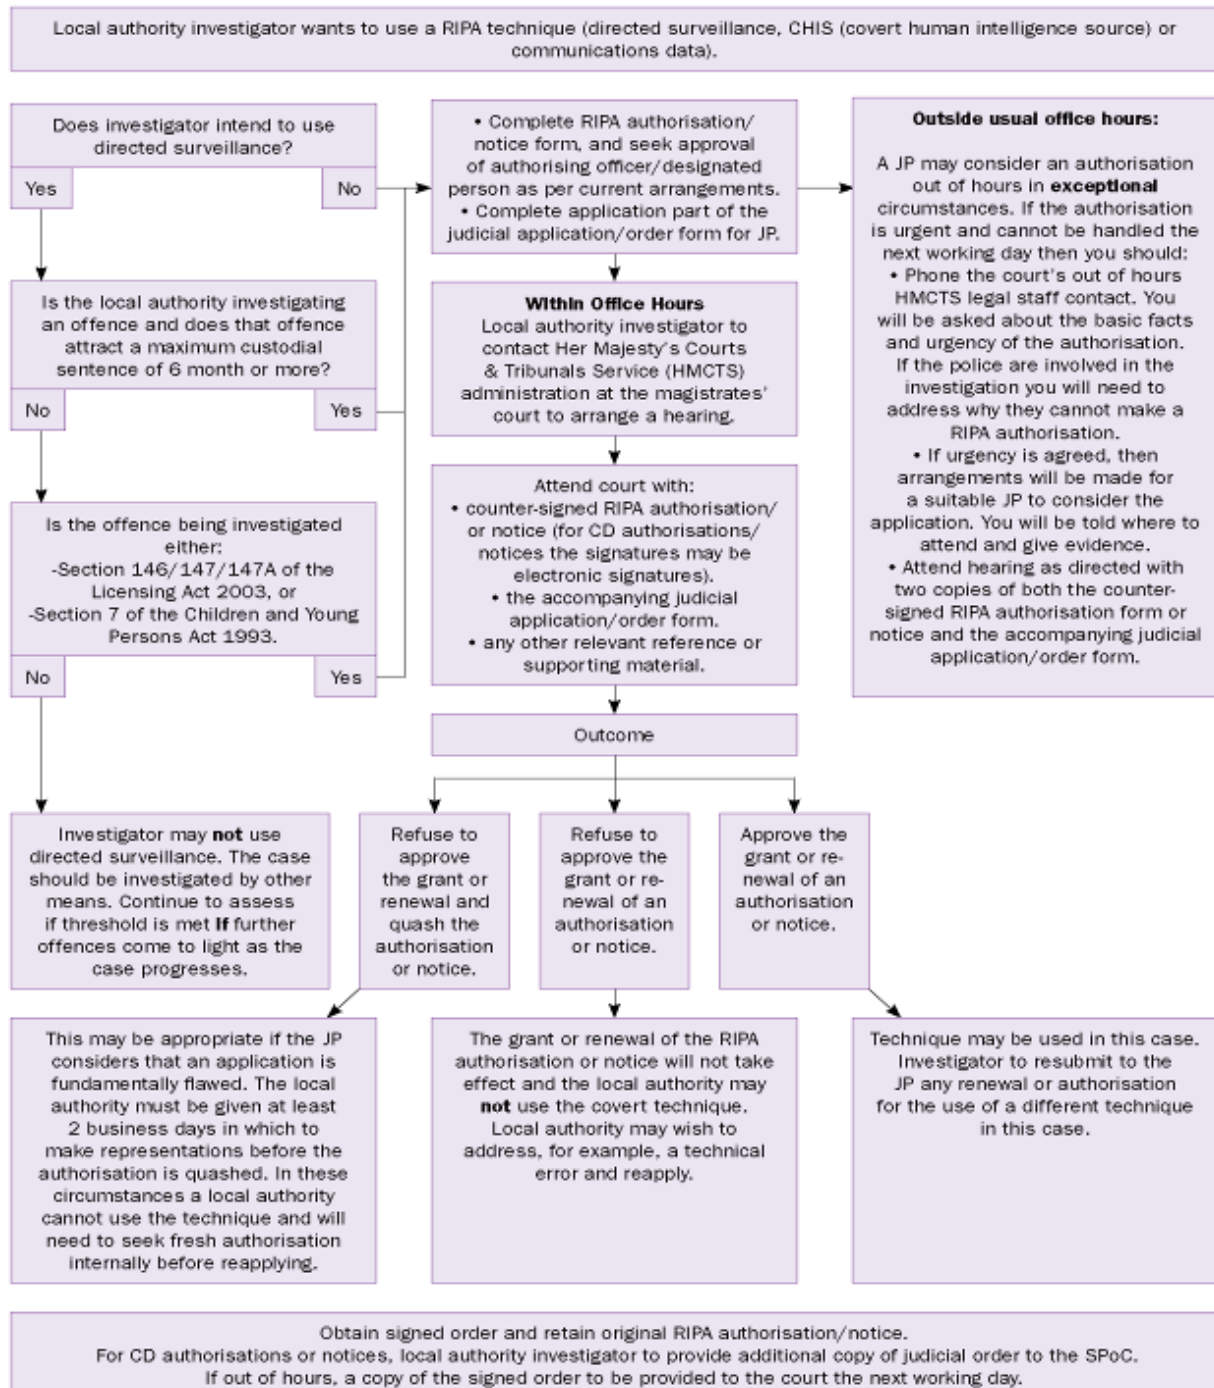 Local authority investigator wants to use a RIPA technique (directed surveillance, CHIS (covert human intelligence source) or
communications data).
Does investigator intend to use
directed surveillance?
Yes
No
Is the local authority investigating
an offence and does that offence
attract a maximum custodial
sentence of 6 month or more?
No
Yes
Is the offence being investigated
either:
-Section 146/147/147A of the
Licensing Act 2003, or
-Section 7 of the Children and Young
Persons Act 1993.
No
Yes
Investigator may not use
directed surveillance. The case
should be investigated by other
means. Continue to assess
if threshold is met if further
offences come to light as the
case progresses.
• Complete RIPA authorisation/
notice form, and seek approval
of authorising officer/designated
person as per current arrangements.
• Complete application part of the
judicial application/order form for JP.
Within Office Hours
Local authority investigator to
contact Her Majesty's Courts
& Tribunals Service (HMCTS)
administration at the magistrates'
court to arrange a hearing.
Attend court with:
• counter-signed RIPA authorisation/
or notice (for CD authorisations/
notices the signatures may be
electronic signatures).
• the accompanying judicial
application/order form.
• any other relevant reference or
supporting material.
Outside usual office hours:
A JP may consider an authorisation
out of hours in exceptional
circumstances. If the authorisation
is urgent and cannot be handled the
next working day then you should:
• Phone the court's out of hours
HMCTS legal staff contact. You
will be asked about the basic facts
and urgency of the authorisation.
If the police are involved in the
investigation you will need to
address why they cannot make a
RIPA authorisation.
• If urgency is agreed, then
arrangements will be made for
a suitable JP to consider the
application. You will be told where to
attend and give evidence.
• Attend hearing as directed with
two copies of both the counter-
signed RIPA authorisation form or
notice and the accompanying judicial
application/order form.
Outcome
Refuse to
approve
the grant or
renewal and
quash the
authorisation
or notice.
Refuse to
approve the
grant or re-
newal of an
authorisation
or notice.
Approve the
grant or re-
newal of an
authorisation
or notice.
This may be appropriate if the JP
considers that an application is
fundamentally flawed. The local
authority must be given at least
2 business days in which to
make representations before the
authorisation is quashed. In these
circumstances a local authority
cannot use the technique and will
need to seek fresh authorisation
internally before reapplying.
The grant or renewal of the RIPA
authorisation or notice will not take
effect and the local authority may
not use the covert technique.
Local authority may wish to
address, for example, a technical
error and reapply.
Technique may be used in this case.
Investigator to resubmit to the
JP any renewal or authorisation
for the use of a different technique
in this case.
Obtain signed order and retain original RIPA authorisation/notice.
For CD authorisations or notices, local authority investigator to provide additional copy of judicial order to the SPoC.
If out of hours, a copy of the signed order to be provided to the court the next working day.